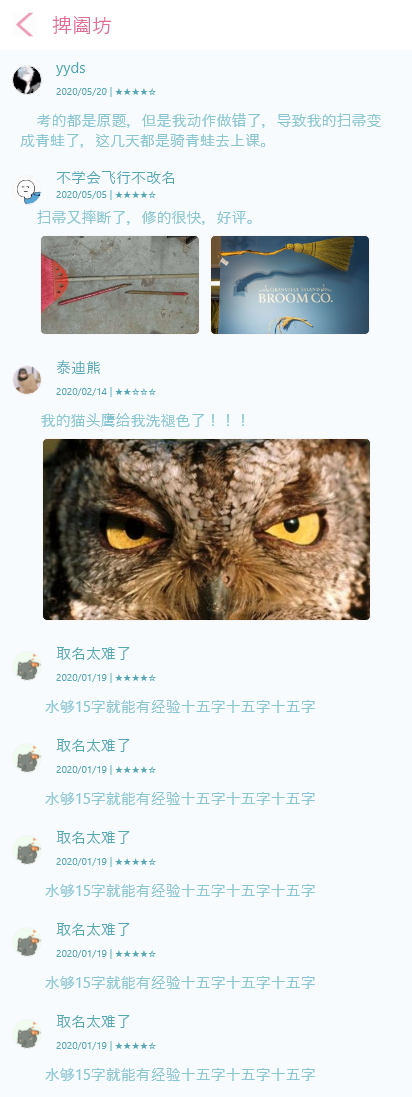 捭阖坊
yyds
2020/05/20 | ★★★★☆
考的都是原题，但是我动作做错了，导致我的扫帚变
成青蛙了，这几天都是骑青蛙去上课。
不学会飞行不改名
2020/05/05 | ★★★★☆
扫帚又摔断了，修的很快，好评。
BROOM CO.
泰迪熊
2020/02/14 | ★★☆☆☆
我的猫头鹰给我洗褪色了！！！
取名太难了
2020/01/19 | ★★★★☆
水够15字就能有经验十五字十五字十五字
取名太难了
2020/01/19 | ★★★★☆
水够15字就能有经验十五字十五字十五字
取名太难了
2020/01/19 | ★★★★☆
水够15字就能有经验十五字十五字十五字
取名太难了
2020/01/19 | ★★★★☆
水够15字就能有经验十五字十五字十五字
取名太难了
2020/01/19 | ★★★★☆
水够15字就能有经验十五字十五字十五字